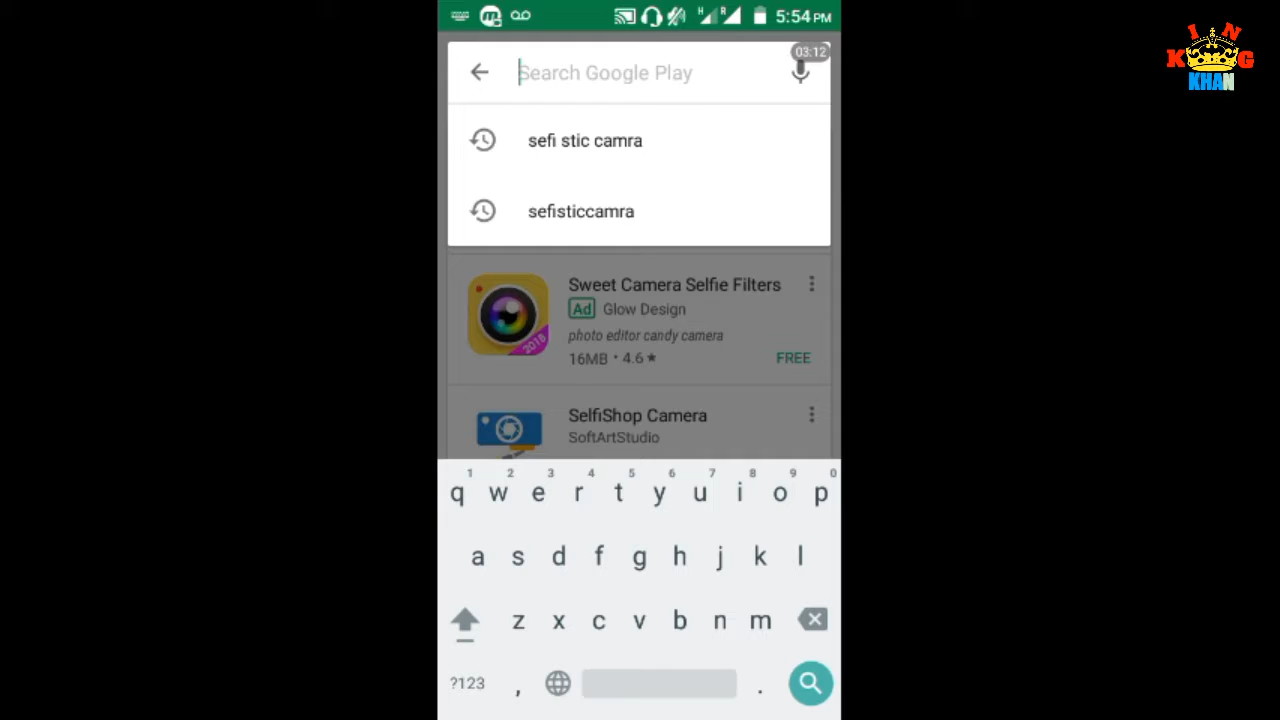 5:54 PM
03:12
Search Google Play
sefi stic camra
sefisticcamra
Sweet Camera Selfie Filters
Ad Glow Design
photo editor candy camera
16MB · 4.6 ★
FREE
2018
SelfiShop Camera
SoftArtStudio
1 2 3 4 5 6 7 8 9 0
q w e r t y u i o p
a s d f g h j k l
z x c v b n m
?123 , .
KING
KHAN
H R